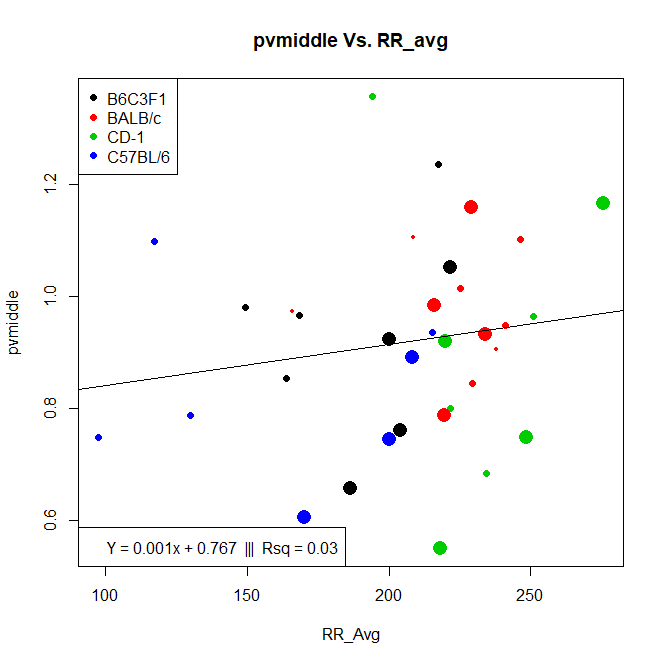 pvmiddle Vs. RR_avg
B6C3F1
BALB/c
CD-1
C57BL/6
1.2
1.0
0.8
0.6
pvmiddle
Y = 0.001x + 0.767 ||| Rsq = 0.03
100 150 200 250
RR_Avg